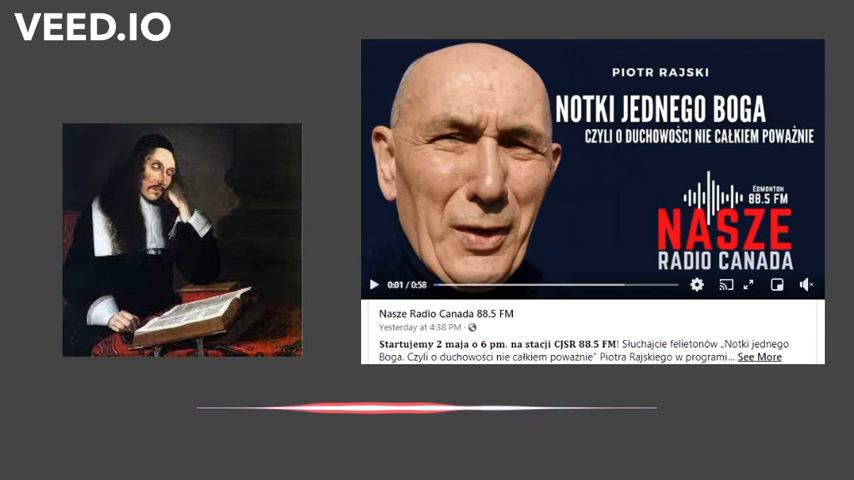 VEED.IO
PIOTR RAJSKI
NOTKI JEDNEGO BOGA
CZYLI O DUCHOWOŚCI NIE CAŁKIEM POWAŻNIE
EDMONTON
88.5 FM
NASZE
RADIO CANADA
0:01 / 0:58
Nasze Radio Canada 88.5 FM
Yesterday at 4:38 PM ·
Startujemy 2 maja o 6 pm. na stacji CJSR 88.5 FM! Słuchajcie felietonów „Notki jednego
Boga. Czyli o duchowości nie całkiem poważnie” Piotra Rajskiego w programi... See More